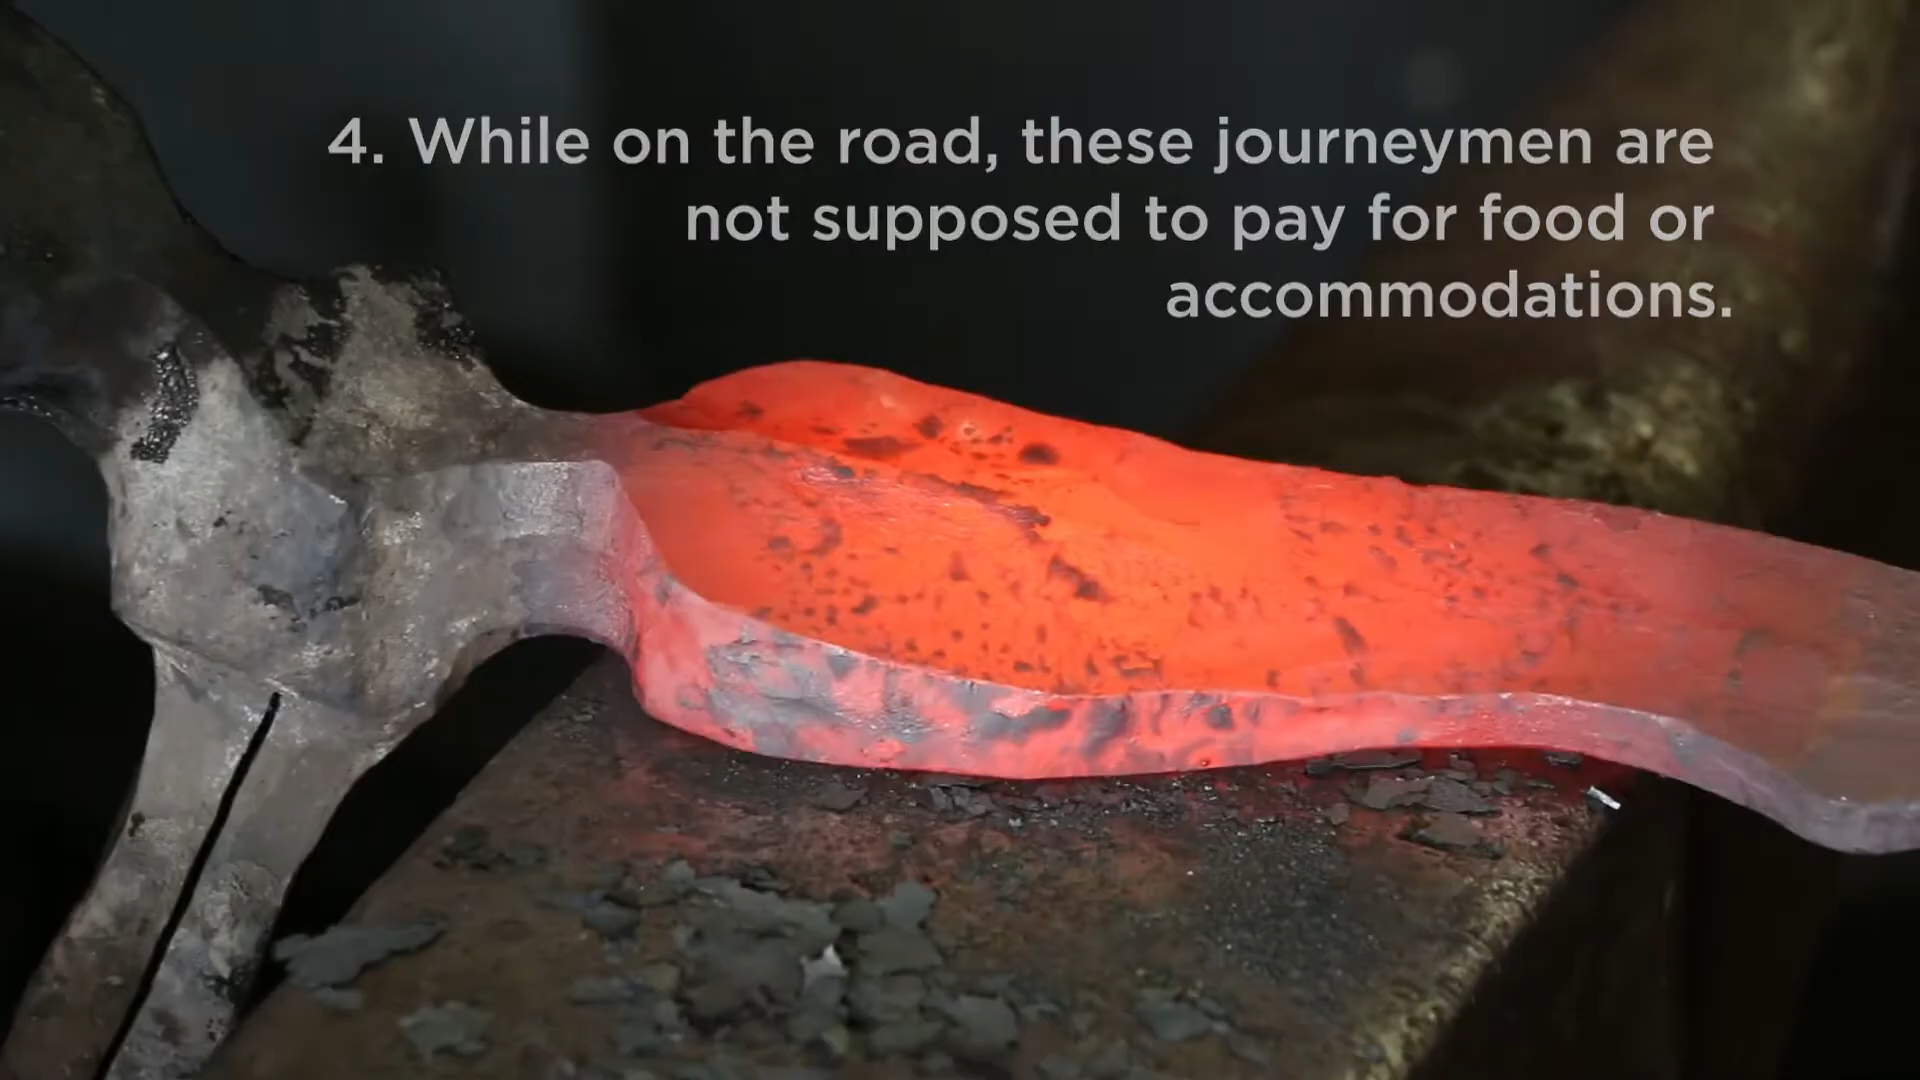 4. While on the road, these journeymen are
not supposed to pay for food or
accommodations.